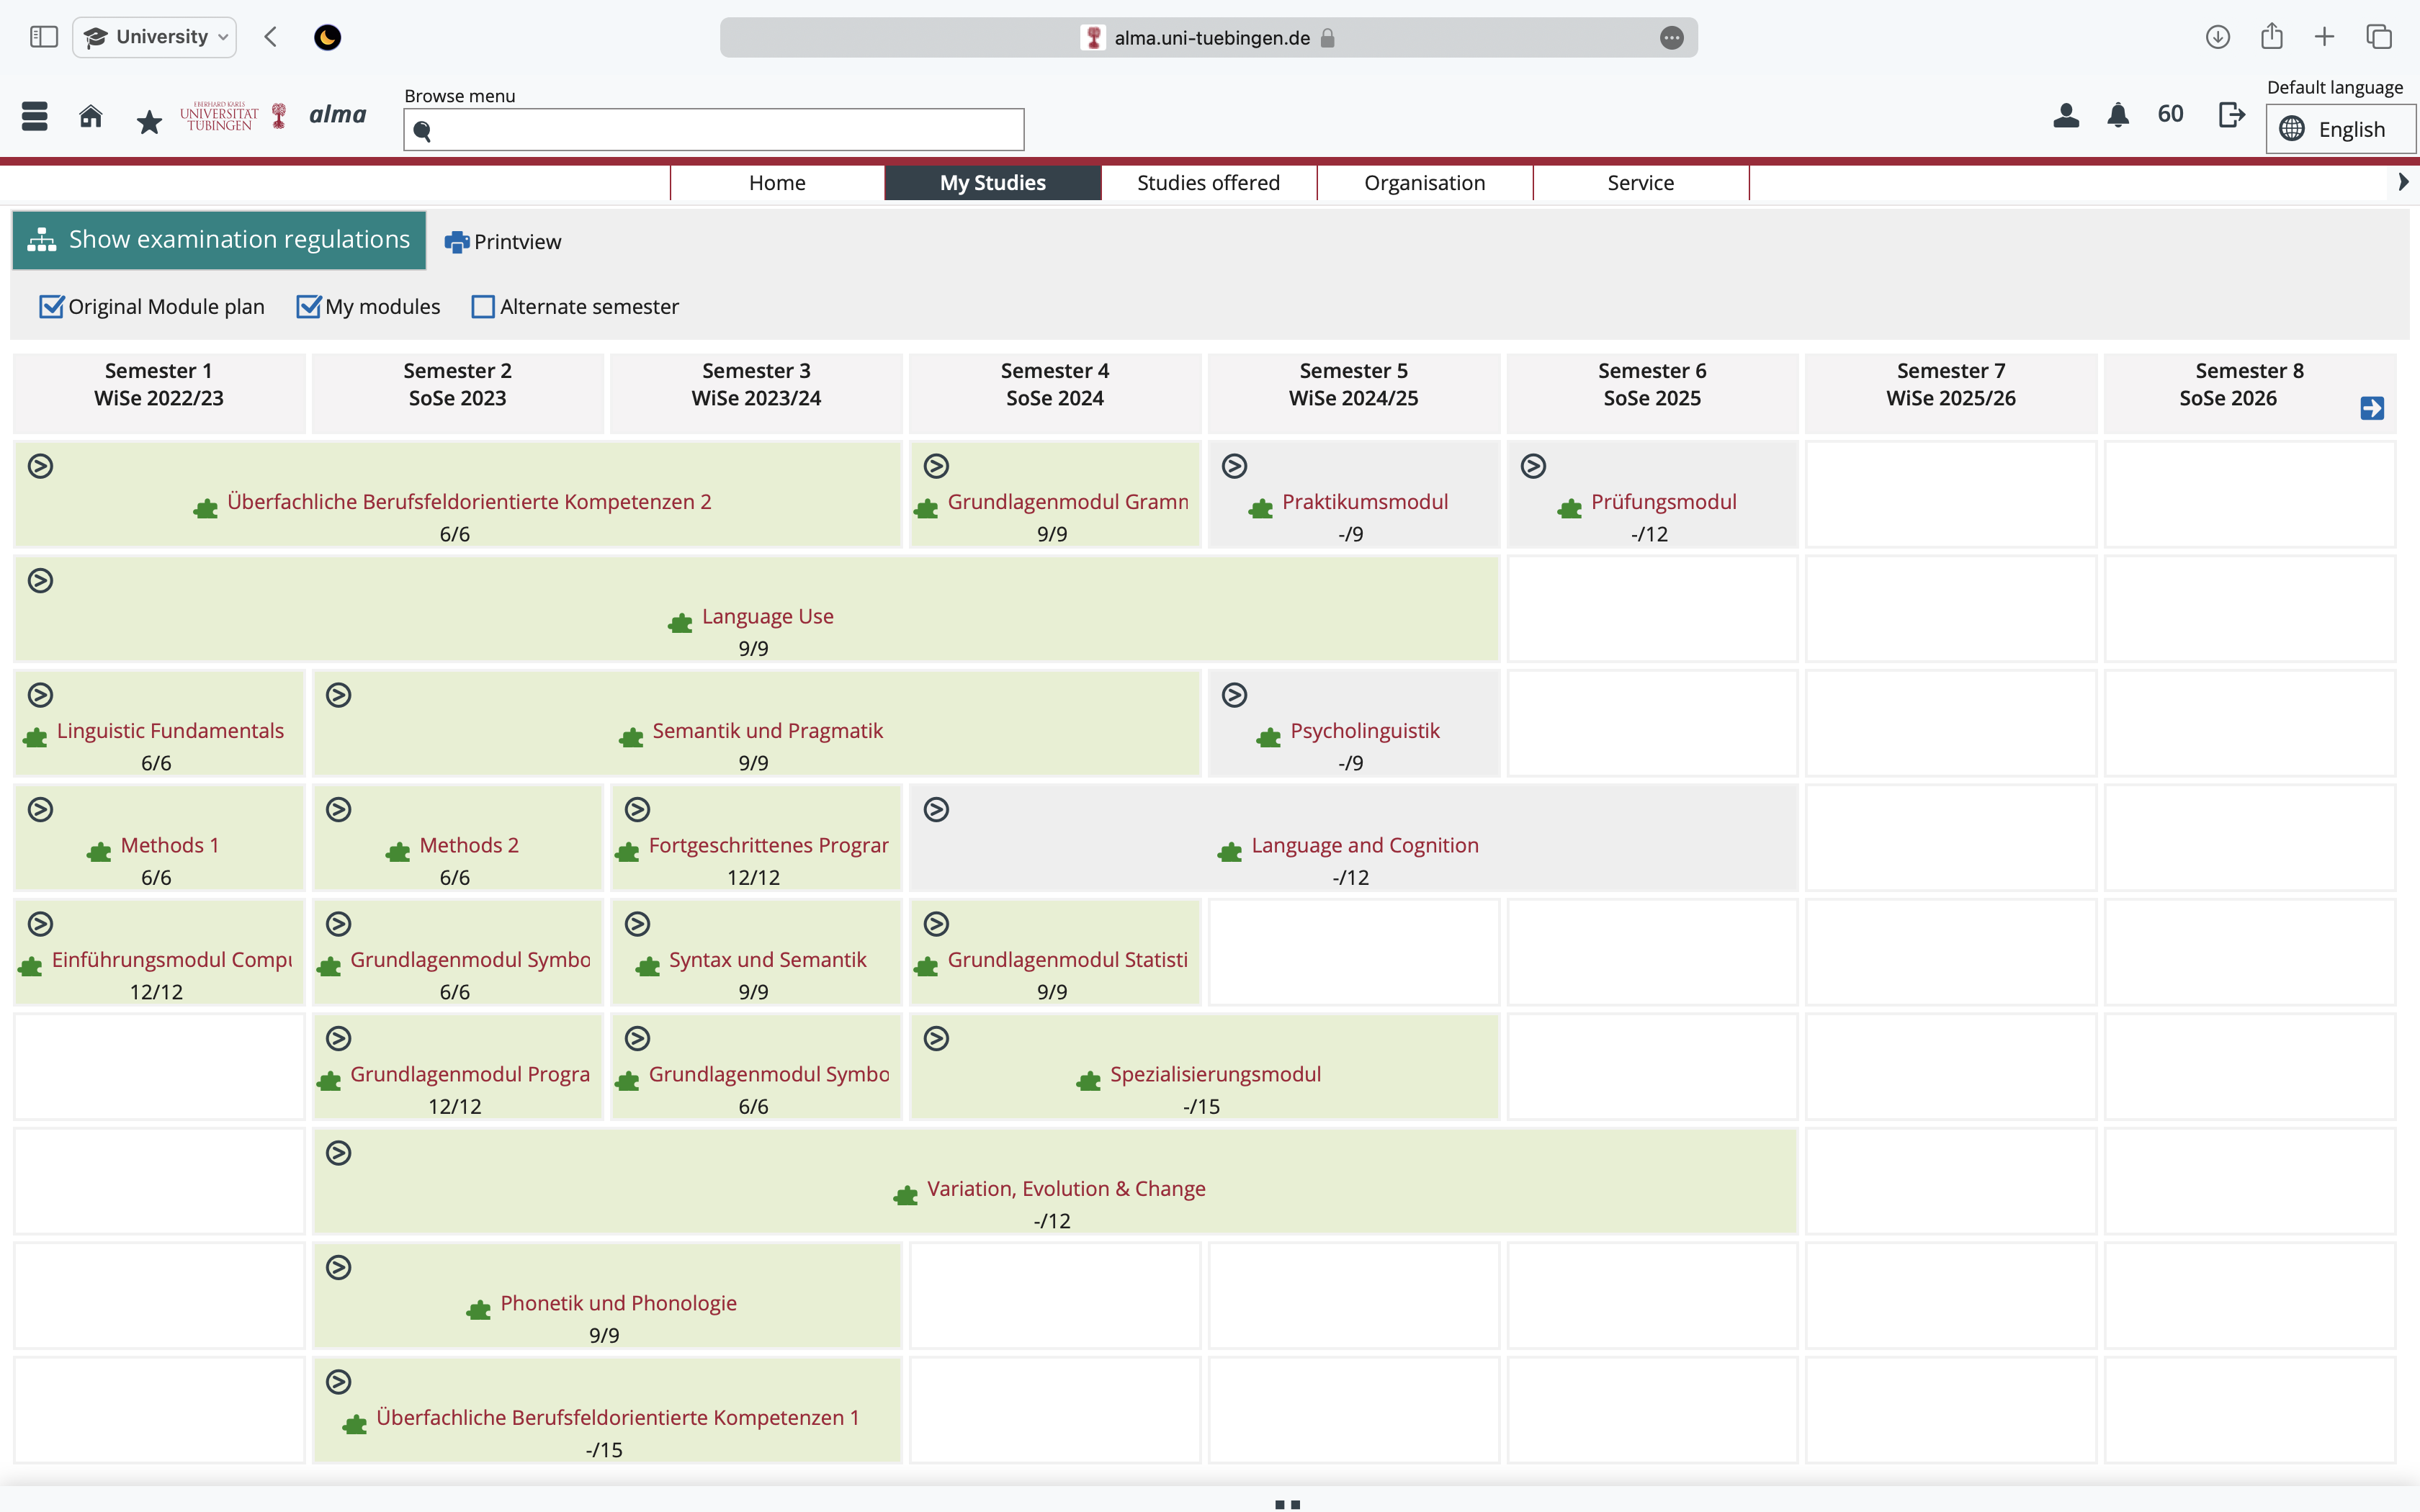 University
alma.uni-tuebingen.de
Default language
EBERHARD KARLS
UNIVERSITÄT
TÜBINGEN
alma
Browse menu
60
English
Home
My Studies
Studies offered
Organisation
Service
Show examination regulations
Printview
Original Module plan
My modules
Alternate semester
Semester 1
WiSe 2022/23
Semester 2
SoSe 2023
Semester 3
WiSe 2023/24
Semester 4
SoSe 2024
Semester 5
WiSe 2024/25
Semester 6
SoSe 2025
Semester 7
WiSe 2025/26
Semester 8
SoSe 2026
Überfachliche Berufsfeldorientierte Kompetenzen 2
6/6
Grundlagenmodul Gramn
9/9
Praktikumsmodul
-/9
Prüfungsmodul
-/12
Language Use
9/9
Linguistic Fundamentals
6/6
Semantik und Pragmatik
9/9
Psycholinguistik
-/9
Methods 1
6/6
Methods 2
6/6
Fortgeschrittenes Prograr
12/12
Language and Cognition
-/12
Einführungsmodul Compu
12/12
Grundlagenmodul Symbo
6/6
Syntax und Semantik
9/9
Grundlagenmodul Statisti
9/9
Grundlagenmodul Progra
12/12
Grundlagenmodul Symbo
6/6
Spezialisierungsmodul
-/15
Variation, Evolution & Change
-/12
Phonetik und Phonologie
9/9
Überfachliche Berufsfeldorientierte Kompetenzen 1
-/15